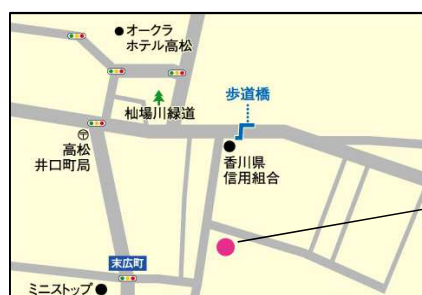 オークラ
ホテル高松
歩道橋
杣場川緑道
〒
高松
井口町局
香川県
信用組合
末広町
ミニストップ